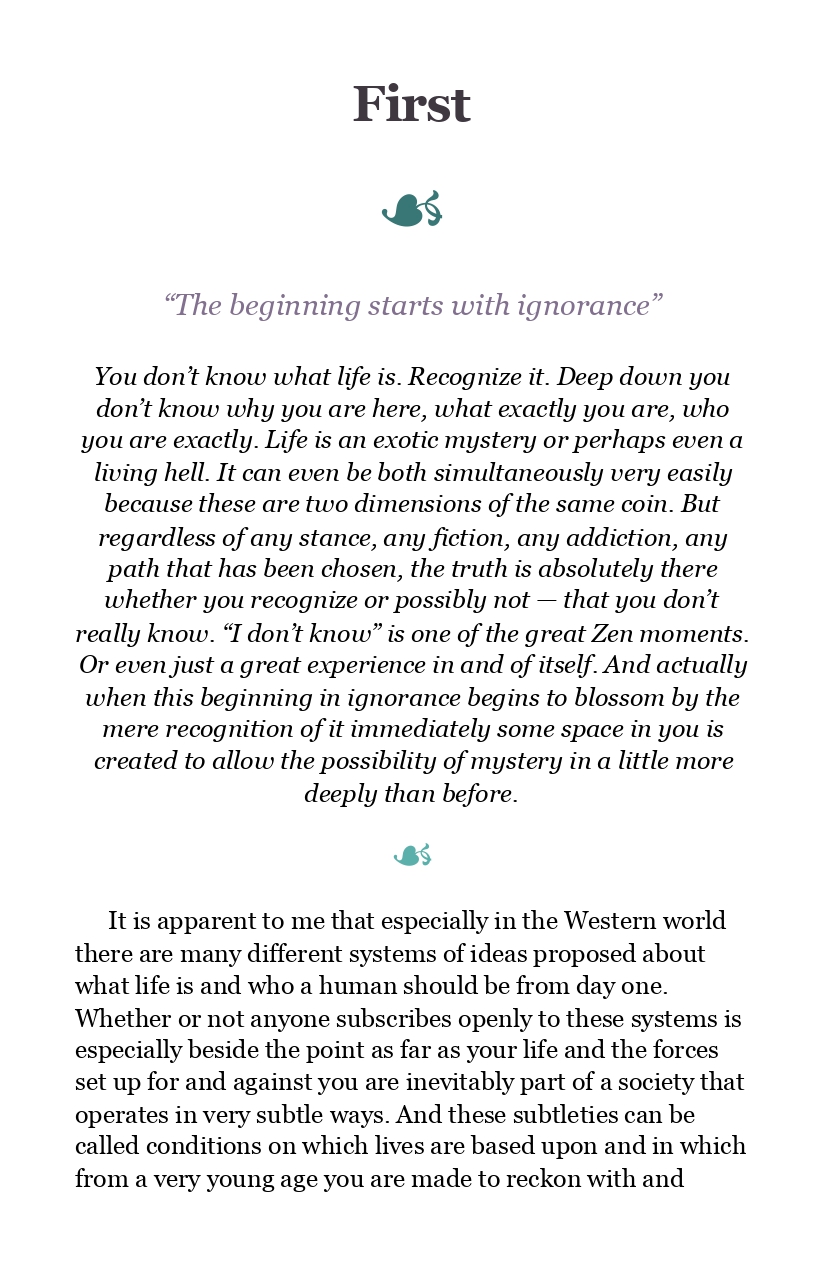 First
“The beginning starts with ignorance”
You don’t know what life is. Recognize it. Deep down you
don’t know why you are here, what exactly you are, who
you are exactly. Life is an exotic mystery or perhaps even a
living hell. It can even be both simultaneously very easily
because these are two dimensions of the same coin. But
regardless of any stance, any fiction, any addiction, any
path that has been chosen, the truth is absolutely there
whether you recognize or possibly not — that you don’t
really know. “I don’t know” is one of the great Zen moments.
Or even just a great experience in and of itself. And actually
when this beginning in ignorance begins to blossom by the
mere recognition of it immediately some space in you is
created to allow the possibility of mystery in a little more
deeply than before.
It is apparent to me that especially in the Western world
there are many different systems of ideas proposed about
what life is and who a human should be from day one.
Whether or not anyone subscribes openly to these systems is
especially beside the point as far as your life and the forces
set up for and against you are inevitably part of a society that
operates in very subtle ways. And these subtleties can be
called conditions on which lives are based upon and in which
from a very young age you are made to reckon with and